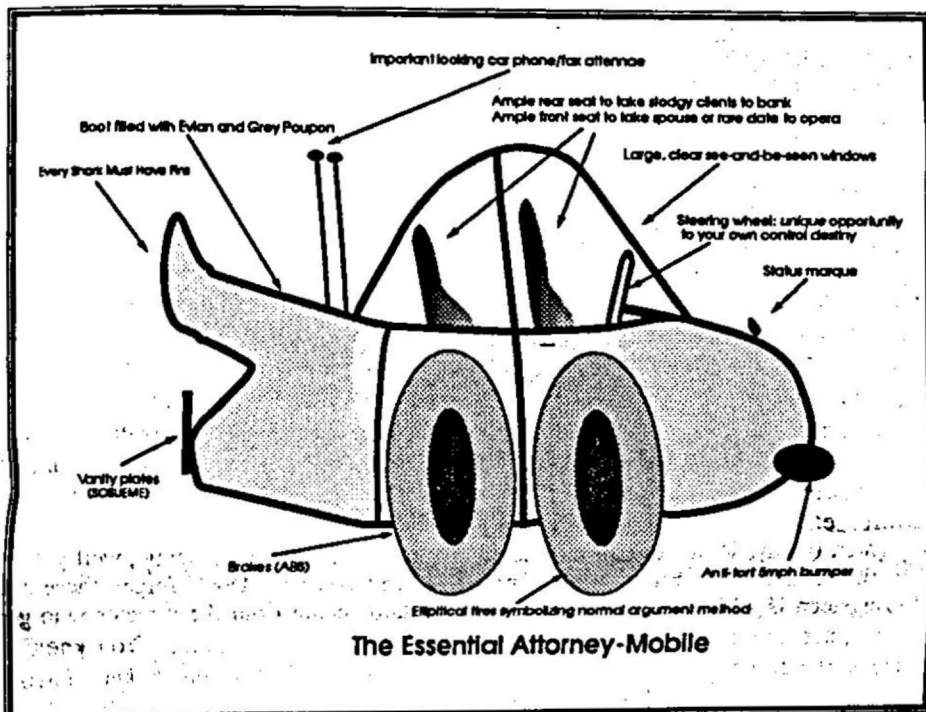 Important looking car phone/fax attennae
Ample rear seat to take stodgy clients to bank
Ample front seat to take spouse or rare date to opera
Boot filled with Evian and Grey Poupon
Large, clear see-and-be-seen windows
Every Shark Must Have Fins
Steering wheel: unique opportunity
to your own control destiny
Status marque
Vanity plates
(SOSUEME)
Brakes (ABS)
Anti-tort 5mph bumper
Elliptical tires symbolizing normal argument method
The Essential Attorney-Mobile